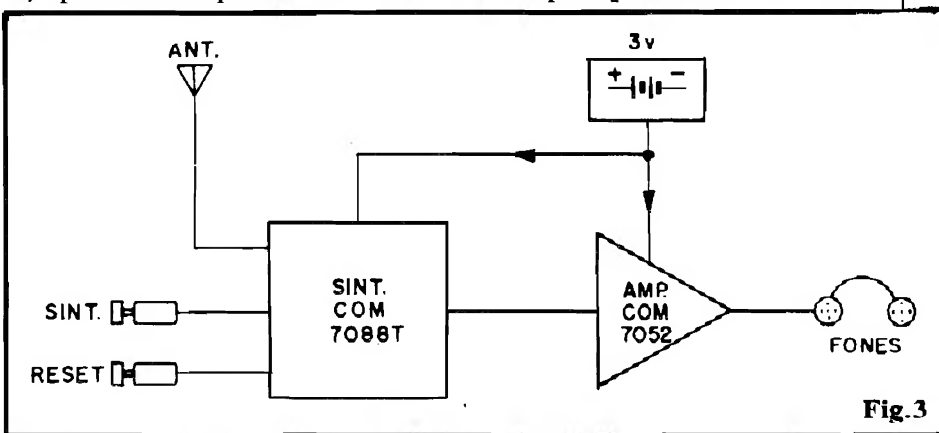 3v
+ -
ANT.
SINT.
COM
7088T
AMP.
COM
7052
SINT.
RESET
FONES
Fig.3